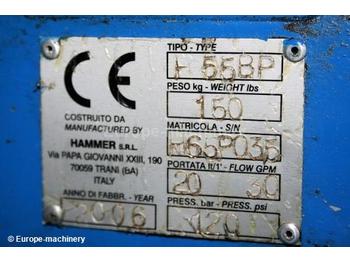 CE
TIPO - TYPE
55BP
PESO kg - WEIGHT lbs
150
COSTRUITO DA
MANUFACTURED BY
HAMMER S.R.L.
Via PAPA GIOVANNI XXIII, 190
70059 TRANI (BA)
ITALY
MATRICOLA - S/N
PORTATA lt/1' - FLOW GPM
20 30
ANNO DI FABBR. - YEAR
2006
PRESS. bar - PRESS. psi
120
© Europe-machinery